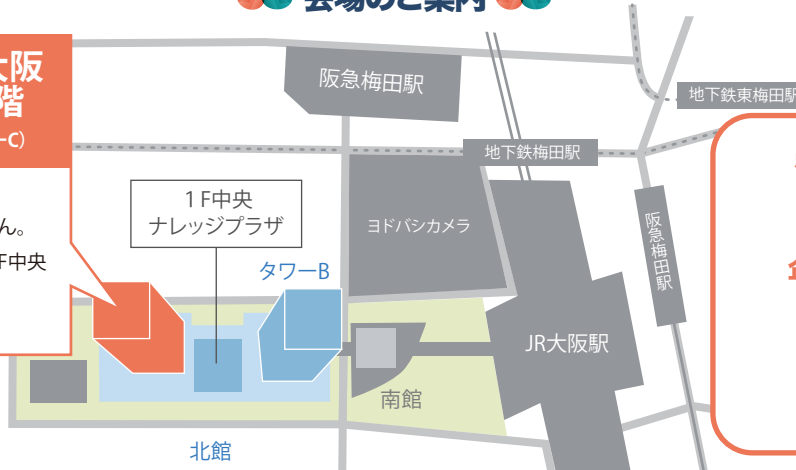 会場のご案内
大阪
階
-C)
ん。
F中央
阪急梅田駅
地下鉄東梅田駅
地下鉄梅田駅
1F中央
ナレッジプラザ
ヨドバシカメラ
阪急梅田駅
タワーB
JR大阪駅
南館
北館